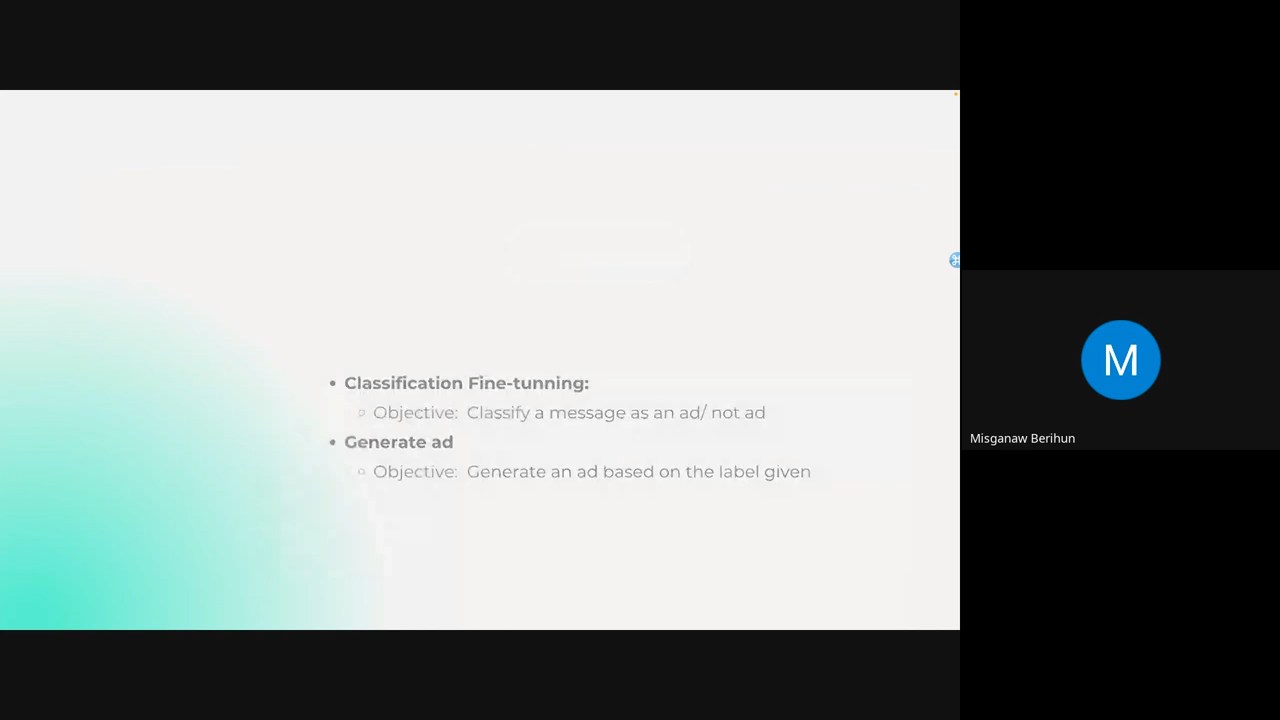 • Classification Fine-tunning:
○ Objective: Classify a message as an ad/ not ad
• Generate ad
○ Objective: Generate an ad based on the label given
M
Misganaw Berihun